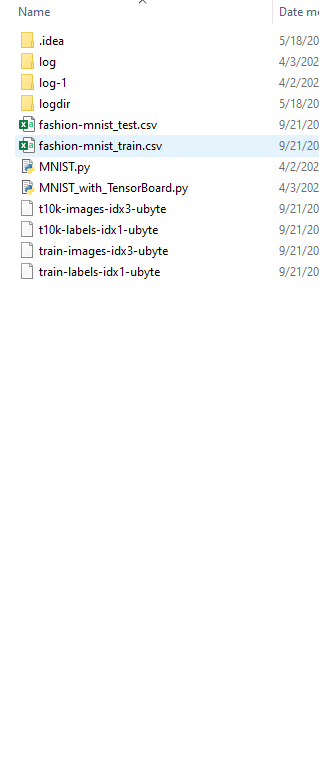 Name Date mo
.idea 5/18/20
log 4/3/202
log-1 4/2/202
logdir 5/18/20
fashion-mnist_test.csv 9/21/20
fashion-mnist_train.csv 9/21/20
MNIST.py 4/2/202
MNIST_with_TensorBoard.py 4/3/202
t10k-images-idx3-ubyte 9/21/20
t10k-labels-idx1-ubyte 9/21/20
train-images-idx3-ubyte 9/21/20
train-labels-idx1-ubyte 9/21/20